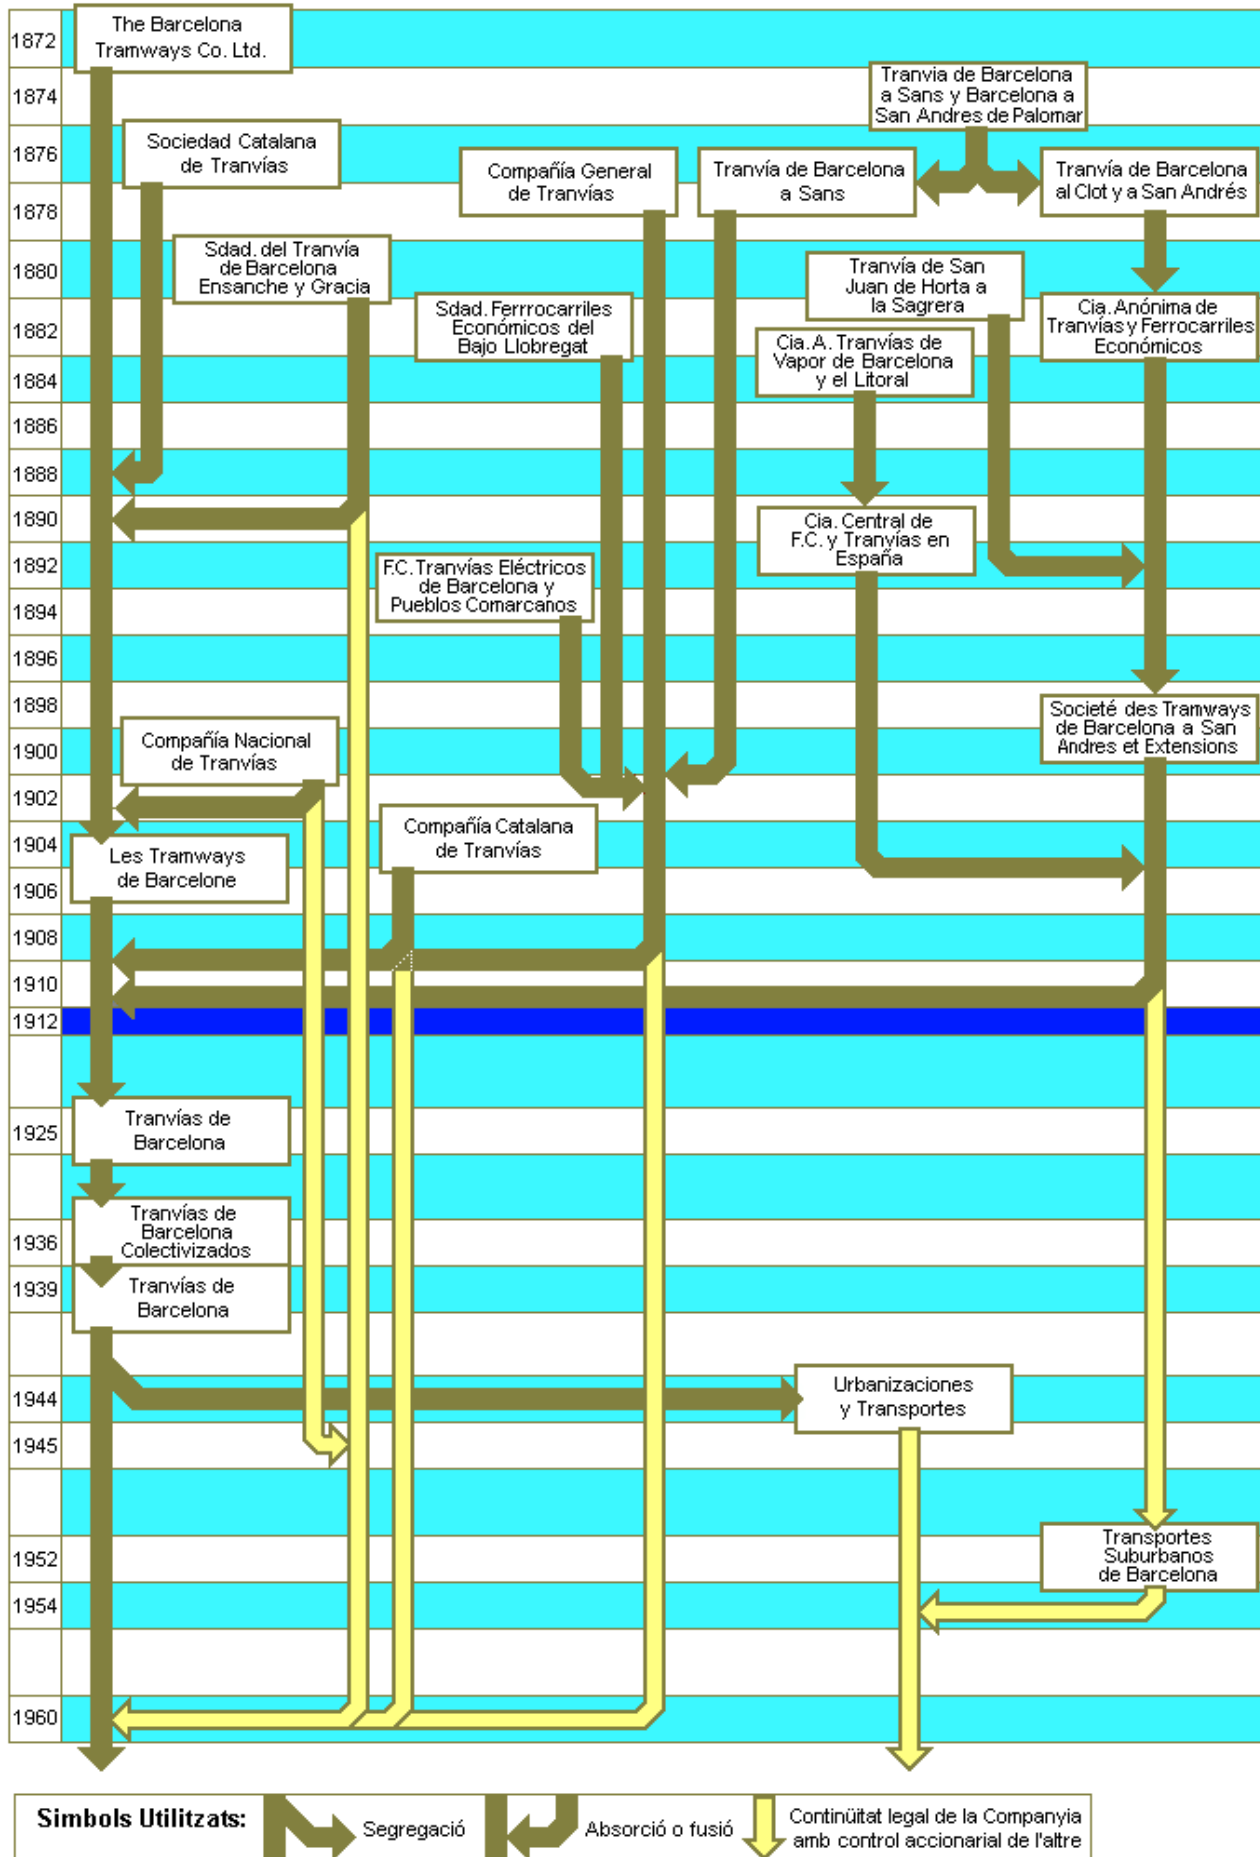 1872
The Barcelona
Tramways Co. Ltd.
1874
Tranvia de Barcelona
a Sans y Barcelona a
San Andres de Palomar
1876
Sociedad Catalana
de Tranvías
Compañía General
de Tranvías
Tranvía de Barcelona
a Sans
Tranvía de Barcelona
al Clot y a San Andrés
1878
1880
Sdad. del Tranvía
de Barcelona
Ensanche y Gracia
Tranvía de San
Juan de Horta a
la Sagrera
1882
Sdad. Ferrrocarriles
Económicos del
Bajo Llobregat
Cia. A. Tranvías de
Vapor de Barcelona
y el Litoral
Cia. Anónima de
Tranvías y Ferrocarriles
Económicos
1884
1886
1888
1890
Cia. Central de
F.C. y Tranvías en
España
1892
F.C. Tranvías Eléctricos
de Barcelona y
Pueblos Comarcanos
1894
1896
1898
Societé des Tramways
de Barcelona a San
Andres et Extensions
1900
Compañía Nacional
de Tranvías
1902
1904
Les Tramways
de Barcelone
Compañía Catalana
de Tranvías
1906
1908
1910
1912
1925
Tranvías de
Barcelona
1936
Tranvías de
Barcelona
Colectivizados
1939
Tranvías de
Barcelona
1944
Urbanizaciones
y Transportes
1945
1952
Transportes
Suburbanos
de Barcelona
1954
1960
Simbols Utilitzats:
Segregació
Absorció o fusió
Continüitat legal de la Companyia
amb control accionarial de l'altre